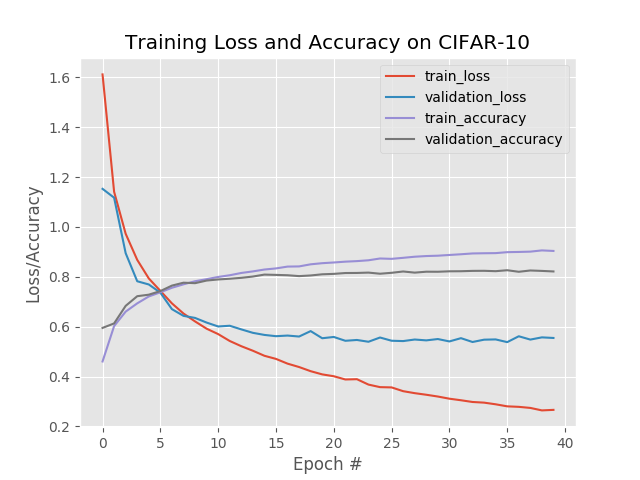 Training Loss and Accuracy on CIFAR-10
train_loss
validation_loss
train_accuracy
validation_accuracy
Loss/Accuracy
1.6
1.4
1.2
1.0
0.8
0.6
0.4
0.2
0 5 10 15 20 25 30 35 40
Epoch #